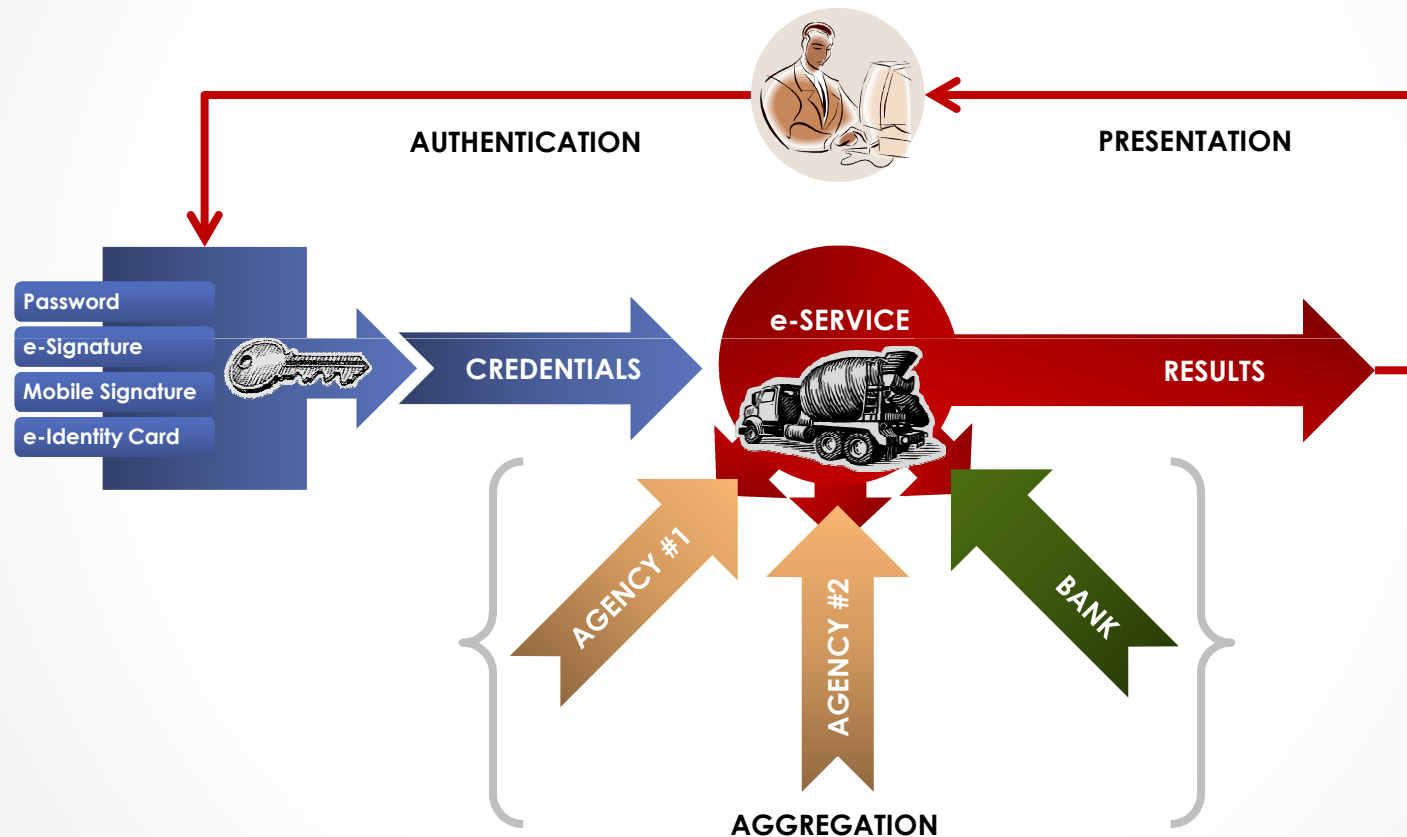 AUTHENTICATION
PRESENTATION
Password
e-Signature
Mobile Signature
e-Identity Card
CREDENTIALS
e-SERVICE
RESULTS
AGENCY #1
AGENCY #2
BANK
AGGREGATION